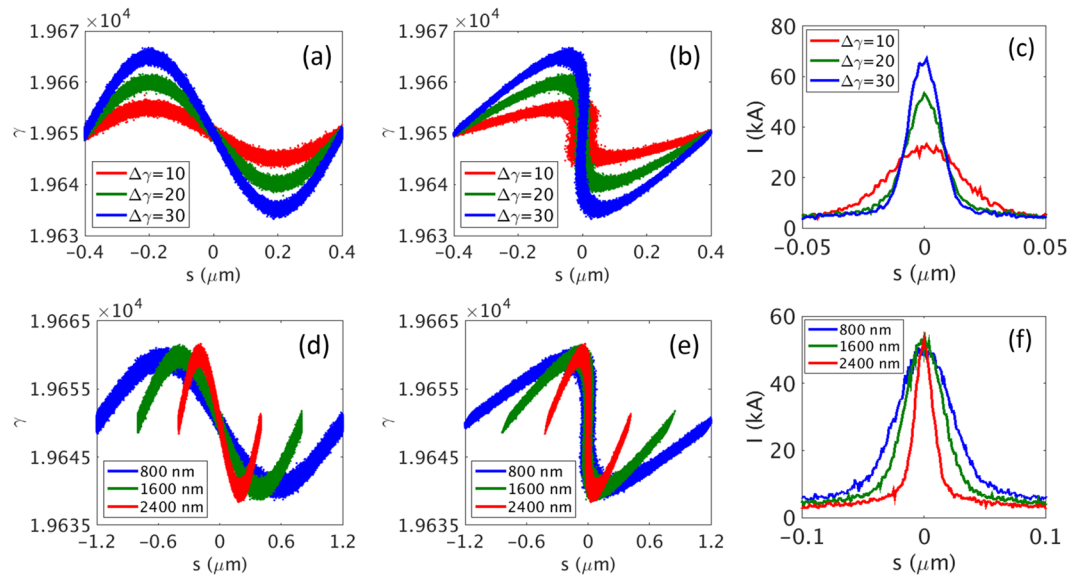 ×10⁴
1.967
1.966
1.965
1.964
1.963
γ
(a)
Δγ=10
Δγ=20
Δγ=30
−0.4
−0.2
0
0.2
0.4
s (μm)
×10⁴
1.967
1.966
1.965
1.964
1.963
γ
(b)
Δγ=10
Δγ=20
Δγ=30
−0.4
−0.2
0
0.2
0.4
s (μm)
80
60
40
20
0
I (kA)
Δγ=10
Δγ=20
Δγ=30
(c)
−0.05
0
0.05
s (μm)
×10⁴
1.9665
1.9655
1.9645
1.9635
γ
(d)
800 nm
1600 nm
2400 nm
−1.2
−0.6
0
0.6
1.2
s (μm)
×10⁴
1.9665
1.9655
1.9645
1.9635
γ
(e)
800 nm
1600 nm
2400 nm
−1.2
−0.6
0
0.6
1.2
s (μm)
60
40
20
0
I (kA)
800 nm
1600 nm
2400 nm
(f)
−0.1
0
0.1
s (μm)